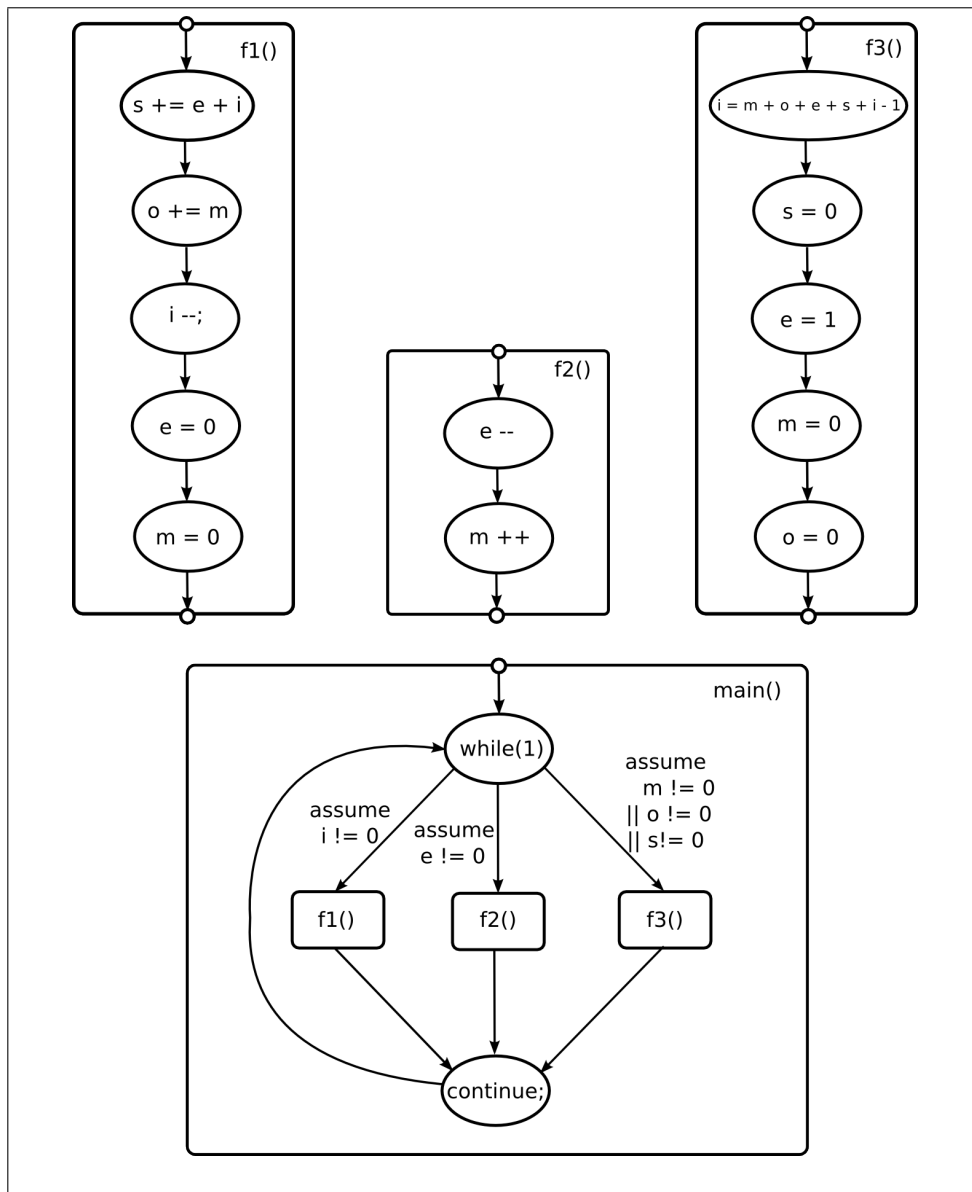 f1()
s += e + i
o += m
i --;
e = 0
m = 0
f2()
e --
m ++
f3()
i = m + o + e + s + i - 1
s = 0
e = 1
m = 0
o = 0
main()
while(1)
assume
i != 0
assume
e != 0
assume
m != 0
|| o != 0
|| s!= 0
f1()
f2()
f3()
continue;